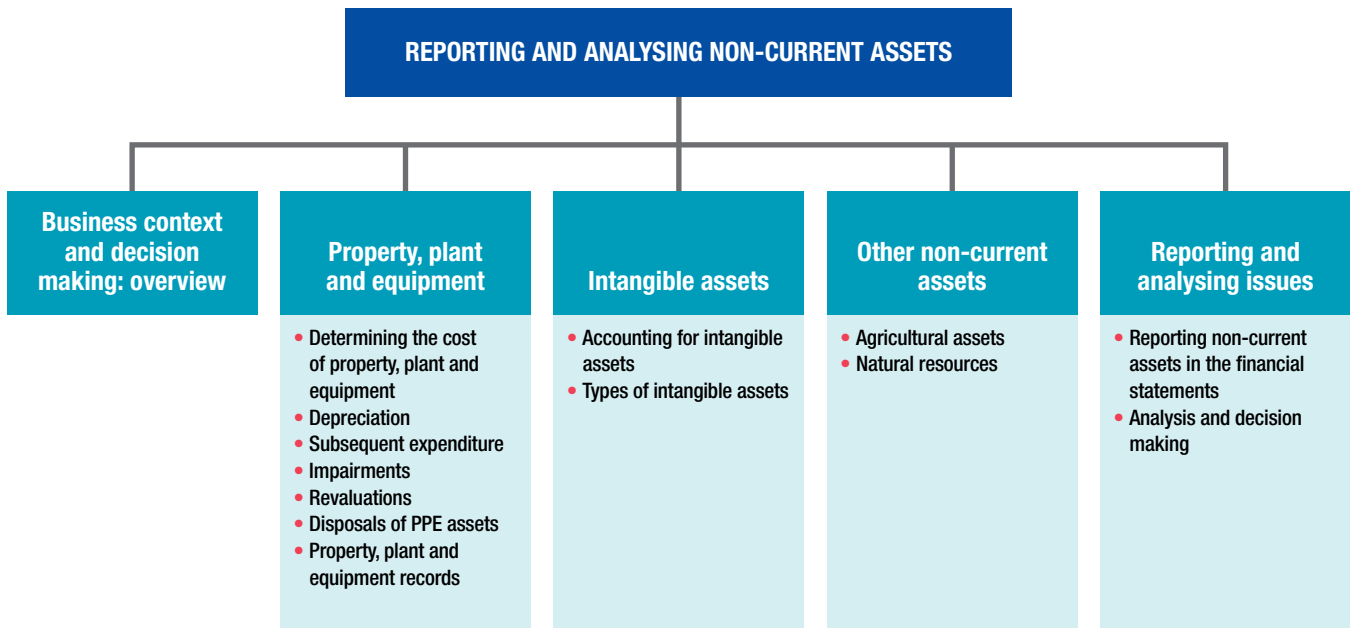 REPORTING AND ANALYSING NON-CURRENT ASSETS
Business context
and decision
making: overview
Property, plant
and equipment
• Determining the cost
of property, plant and
equipment
• Depreciation
• Subsequent expenditure
• Impairments
• Revaluations
• Disposals of PPE assets
• Property, plant and
equipment records
Intangible assets
• Accounting for intangible
assets
• Types of intangible assets
Other non-current
assets
• Agricultural assets
• Natural resources
Reporting and
analysing issues
• Reporting non-current
assets in the financial
statements
• Analysis and decision
making